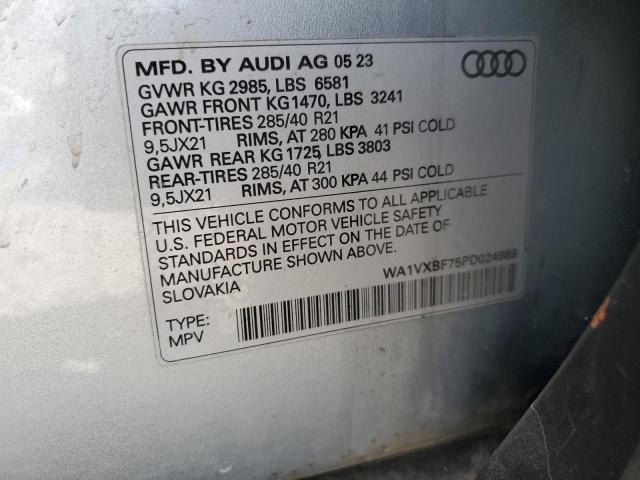 MFD. BY AUDI AG 05 23
GVWR KG 2985, LBS 6581
GAWR FRONT KG1470, LBS 3241
FRONT-TIRES 285/40 R21
9,5JX21 RIMS, AT 280 KPA 41 PSI COLD
GAWR REAR KG 1725, LBS 3803
REAR-TIRES 285/40 R21
9,5JX21 RIMS, AT 300 KPA 44 PSI COLD
THIS VEHICLE CONFORMS TO ALL APPLICABLE
U.S. FEDERAL MOTOR VEHICLE SAFETY
STANDARDS IN EFFECT ON THE DATE OF
MANUFACTURE SHOWN ABOVE.
SLOVAKIA
WA1VXBF75PD024969
TYPE:
MPV